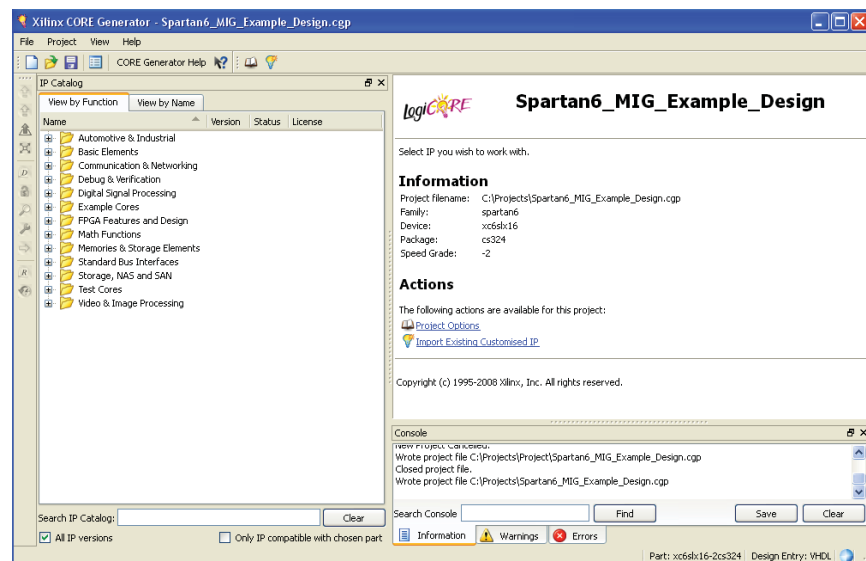 Xilinx CORE Generator - Spartan6_MIG_Example_Design.cgp
File Project View Help
CORE Generator Help
IP Catalog
View by Function View by Name
Name Version Status License
Automotive & Industrial
Basic Elements
Communication & Networking
Debug & Verification
Digital Signal Processing
Example Cores
FPGA Features and Design
Math Functions
Memories & Storage Elements
Standard Bus Interfaces
Storage, NAS and SAN
Test Cores
Video & Image Processing
Search IP Catalog: Clear
All IP versions Only IP compatible with chosen part
LogiCORE Spartan6_MIG_Example_Design
Select IP you wish to work with.
Information
Project filename: C:\Projects\Spartan6_MIG_Example_Design.cgp
Family: spartan6
Device: xc6slx16
Package: cs324
Speed Grade: -2
Actions
The following actions are available for this project:
Project Options
Import Existing Customised IP
Copyright (c) 1995-2008 Xilinx, Inc. All rights reserved.
Console
New Project Cancelled.
Wrote project file C:\Projects\Project\Spartan6_MIG_Example_Design.cgp
Closed project file.
Wrote project file C:\Projects\Spartan6_MIG_Example_Design.cgp
Search Console Find Save Clear
Information Warnings Errors
Part: xc6slx16-2cs324 Design Entry: VHDL